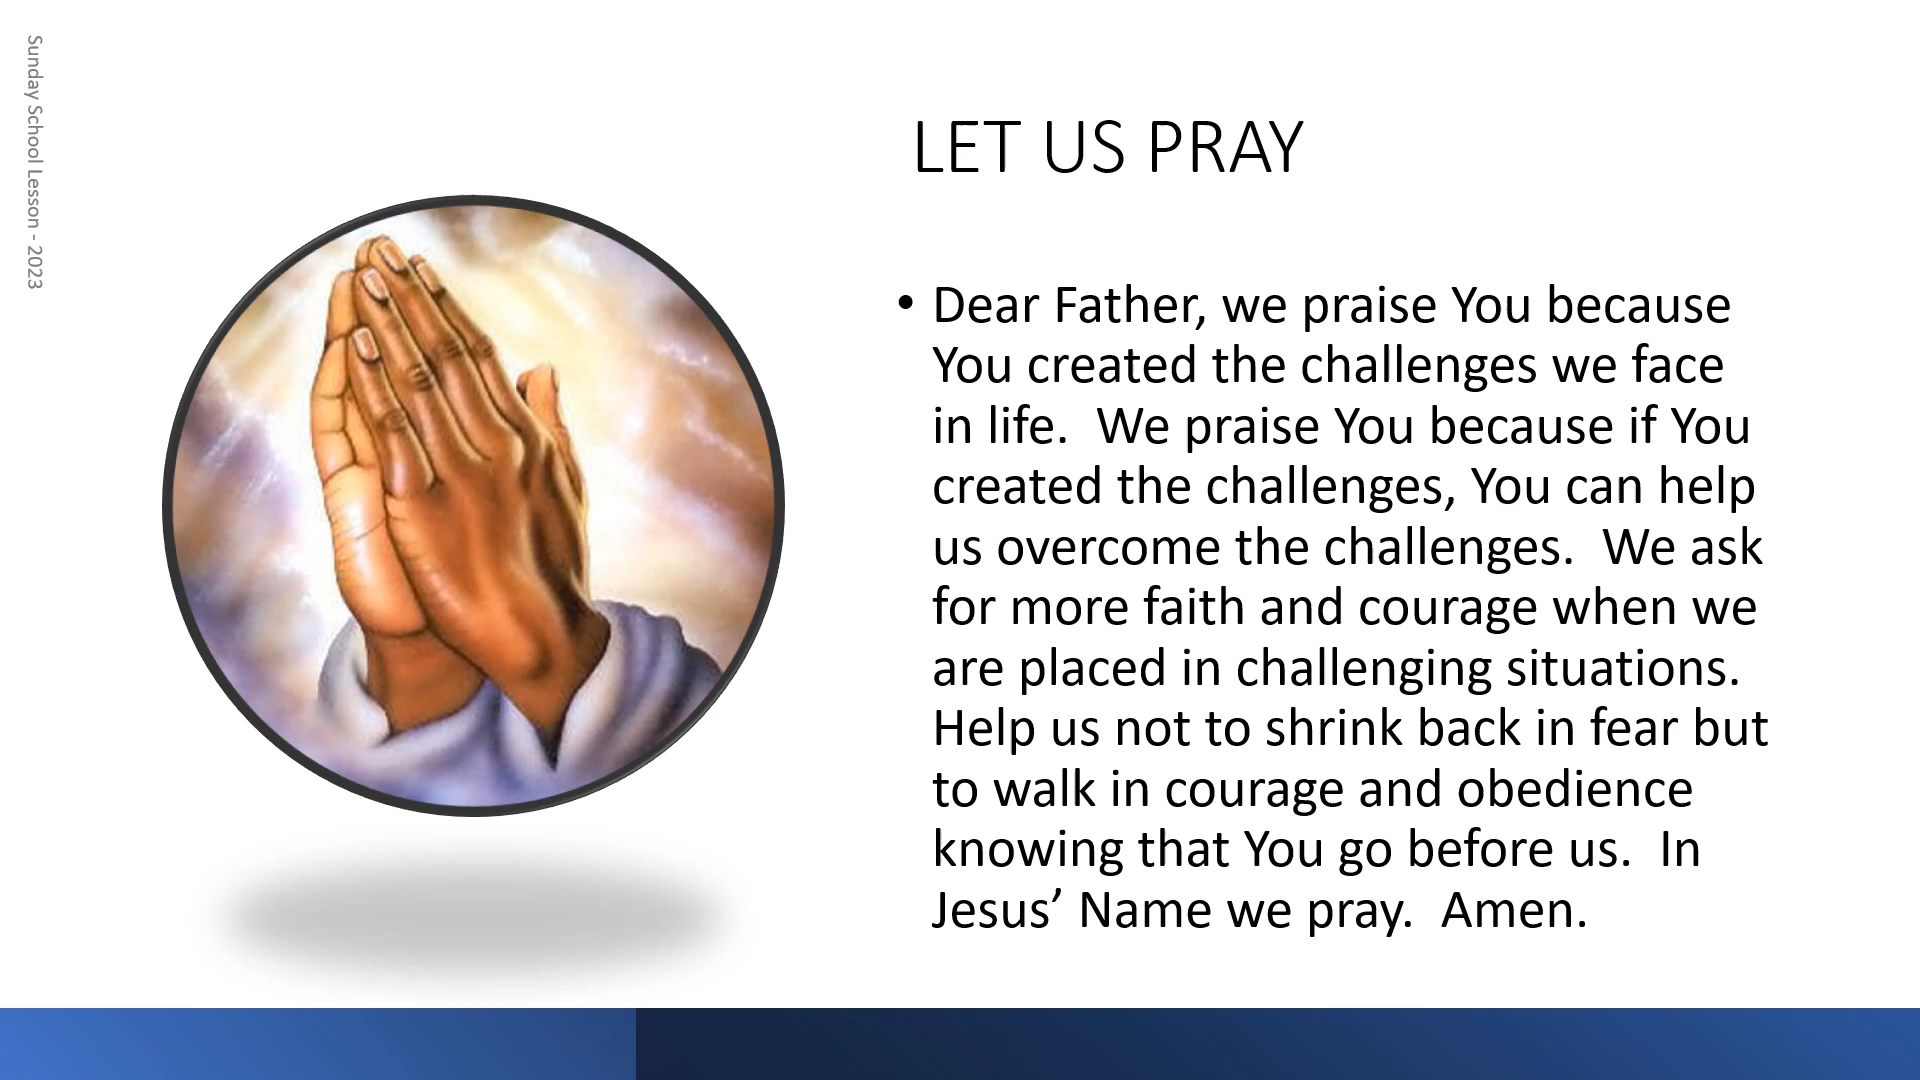 Sunday School Lesson - 2023
LET US PRAY
• Dear Father, we praise You because
You created the challenges we face
in life.  We praise You because if You
created the challenges, You can help
us overcome the challenges.  We ask
for more faith and courage when we
are placed in challenging situations.
Help us not to shrink back in fear but
to walk in courage and obedience
knowing that You go before us.  In
Jesus’ Name we pray.  Amen.